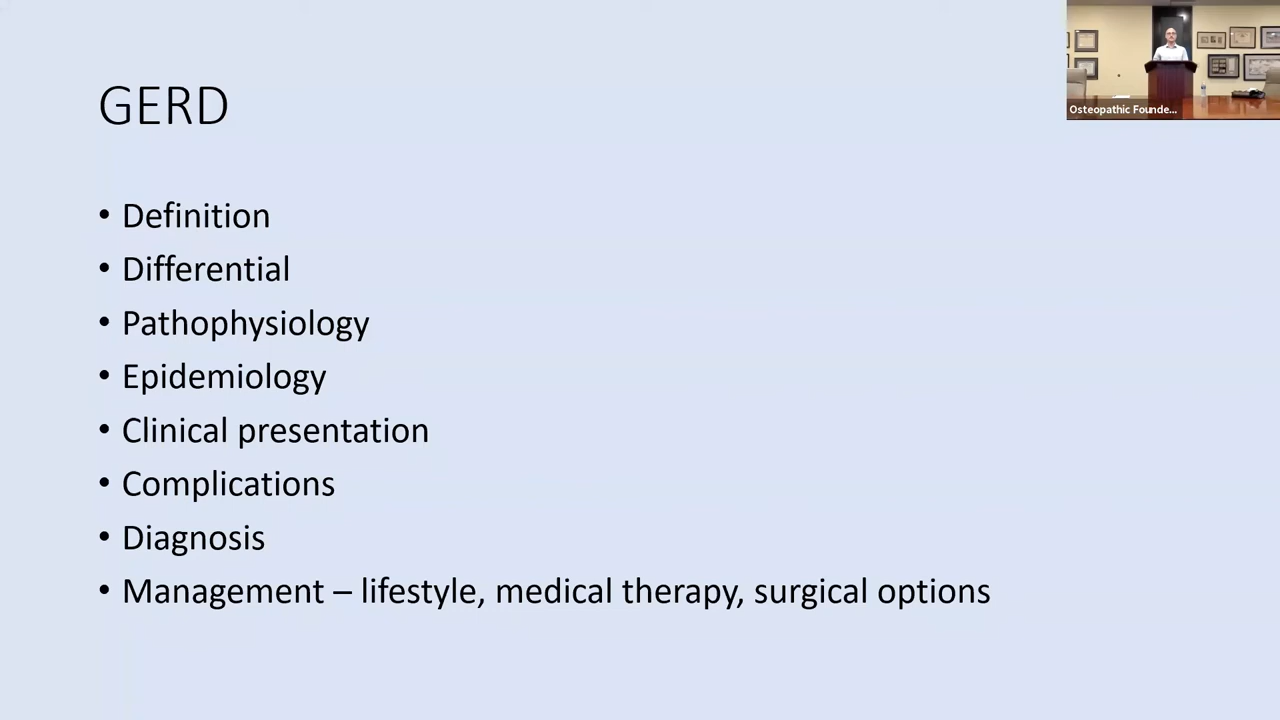 GERD
• Definition
• Differential
• Pathophysiology
• Epidemiology
• Clinical presentation
• Complications
• Diagnosis
• Management – lifestyle, medical therapy, surgical options
Osteopathic Founde...